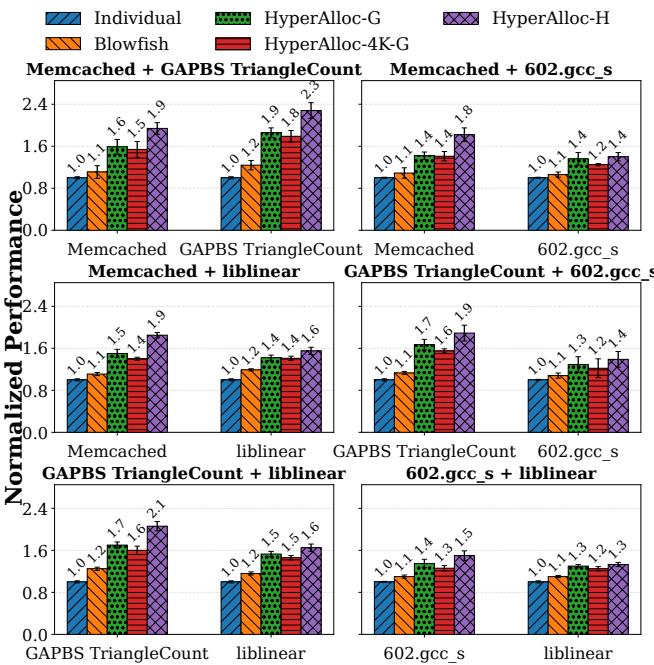 Individual HyperAlloc-G HyperAlloc-H
Blowfish HyperAlloc-4K-G
Memcached + GAPBS TriangleCount Memcached + 602.gcc_s
Normalized Performance
2.4
1.6
0.8
0.0
1.0 1.1 1.6 1.5 1.9 1.0 1.2 1.9 1.8 2.3
1.0 1.1 1.4 1.4 1.8 1.0 1.1 1.4 1.2 1.4
Memcached GAPBS TriangleCount Memcached 602.gcc_s
Memcached + liblinear GAPBS TriangleCount + 602.gcc_s
2.4
1.6
0.8
0.0
1.0 1.1 1.5 1.4 1.9 1.0 1.2 1.4 1.4 1.6
1.0 1.1 1.7 1.6 1.9 1.0 1.1 1.3 1.2 1.4
Memcached liblinear GAPBS TriangleCount 602.gcc_s
GAPBS TriangleCount + liblinear 602.gcc_s + liblinear
2.4
1.6
0.8
0.0
1.0 1.2 1.7 1.6 2.1 1.0 1.2 1.5 1.5 1.6
1.0 1.1 1.4 1.3 1.5 1.0 1.1 1.3 1.2 1.3
GAPBS TriangleCount liblinear 602.gcc_s liblinear